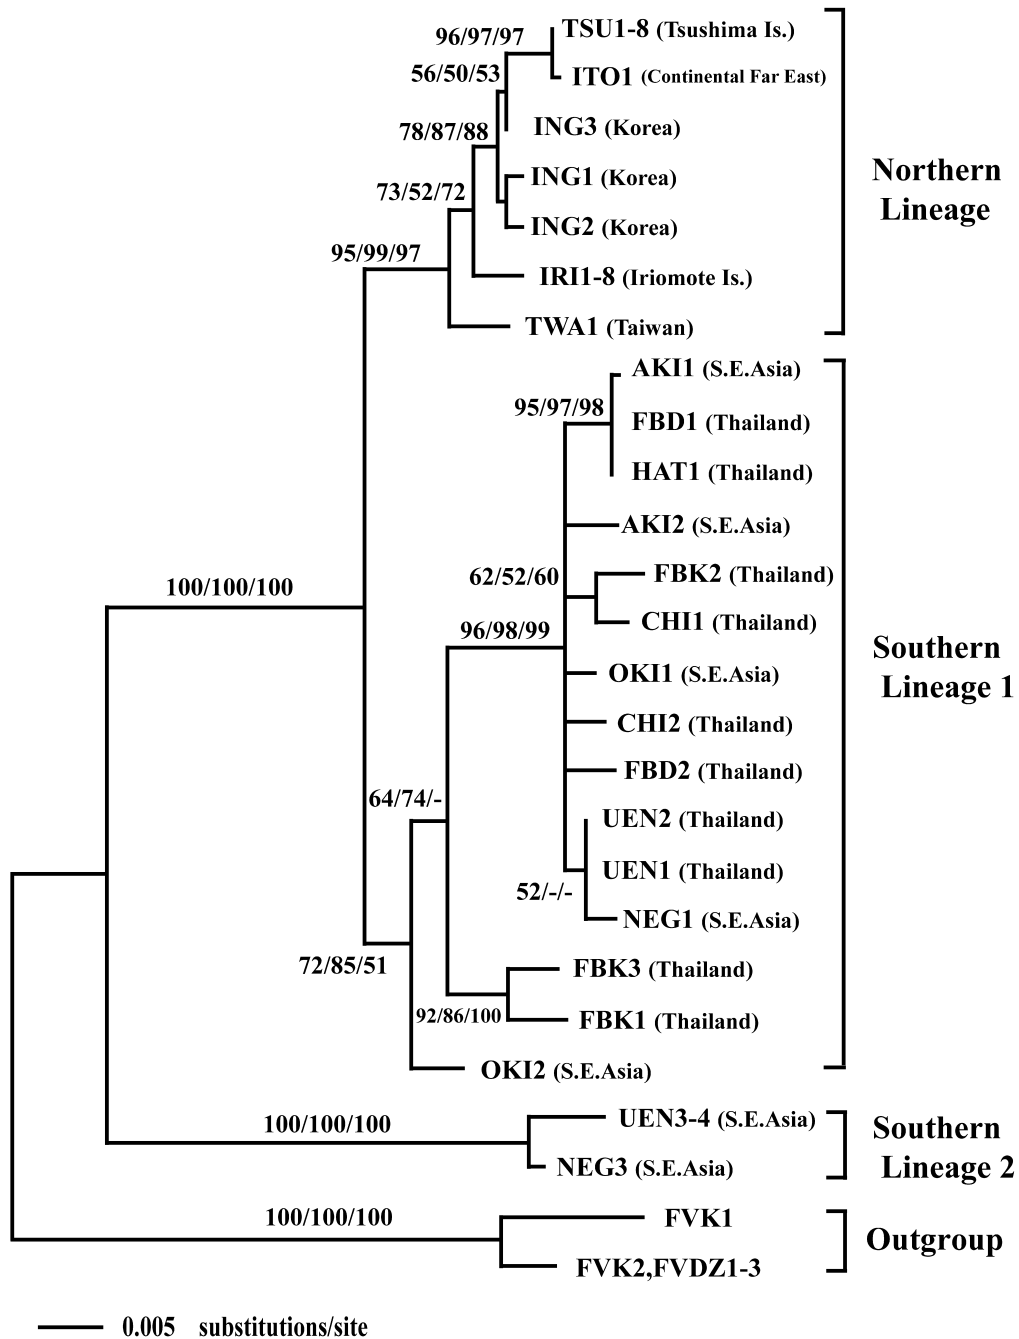 96/97/97
TSU1-8 (Tsushima Is.)
56/50/53
ITO1 (Continental Far East)
78/87/88
ING3 (Korea)
Northern
Lineage
73/52/72
ING1 (Korea)
ING2 (Korea)
95/99/97
IRI1-8 (Iriomote Is.)
TWA1 (Taiwan)
AKI1 (S.E.Asia)
95/97/98
FBD1 (Thailand)
HAT1 (Thailand)
AKI2 (S.E.Asia)
62/52/60
FBK2 (Thailand)
100/100/100
CHI1 (Thailand)
96/98/99
Southern
Lineage 1
OKI1 (S.E.Asia)
CHI2 (Thailand)
FBD2 (Thailand)
64/74/-
UEN2 (Thailand)
UEN1 (Thailand)
52/-/-
NEG1 (S.E.Asia)
72/85/51
FBK3 (Thailand)
92/86/100
FBK1 (Thailand)
OKI2 (S.E.Asia)
100/100/100
UEN3-4 (S.E.Asia)
Southern
Lineage 2
NEG3 (S.E.Asia)
100/100/100
FVK1
Outgroup
FVK2,FVDZ1-3
0.005 substitutions/site